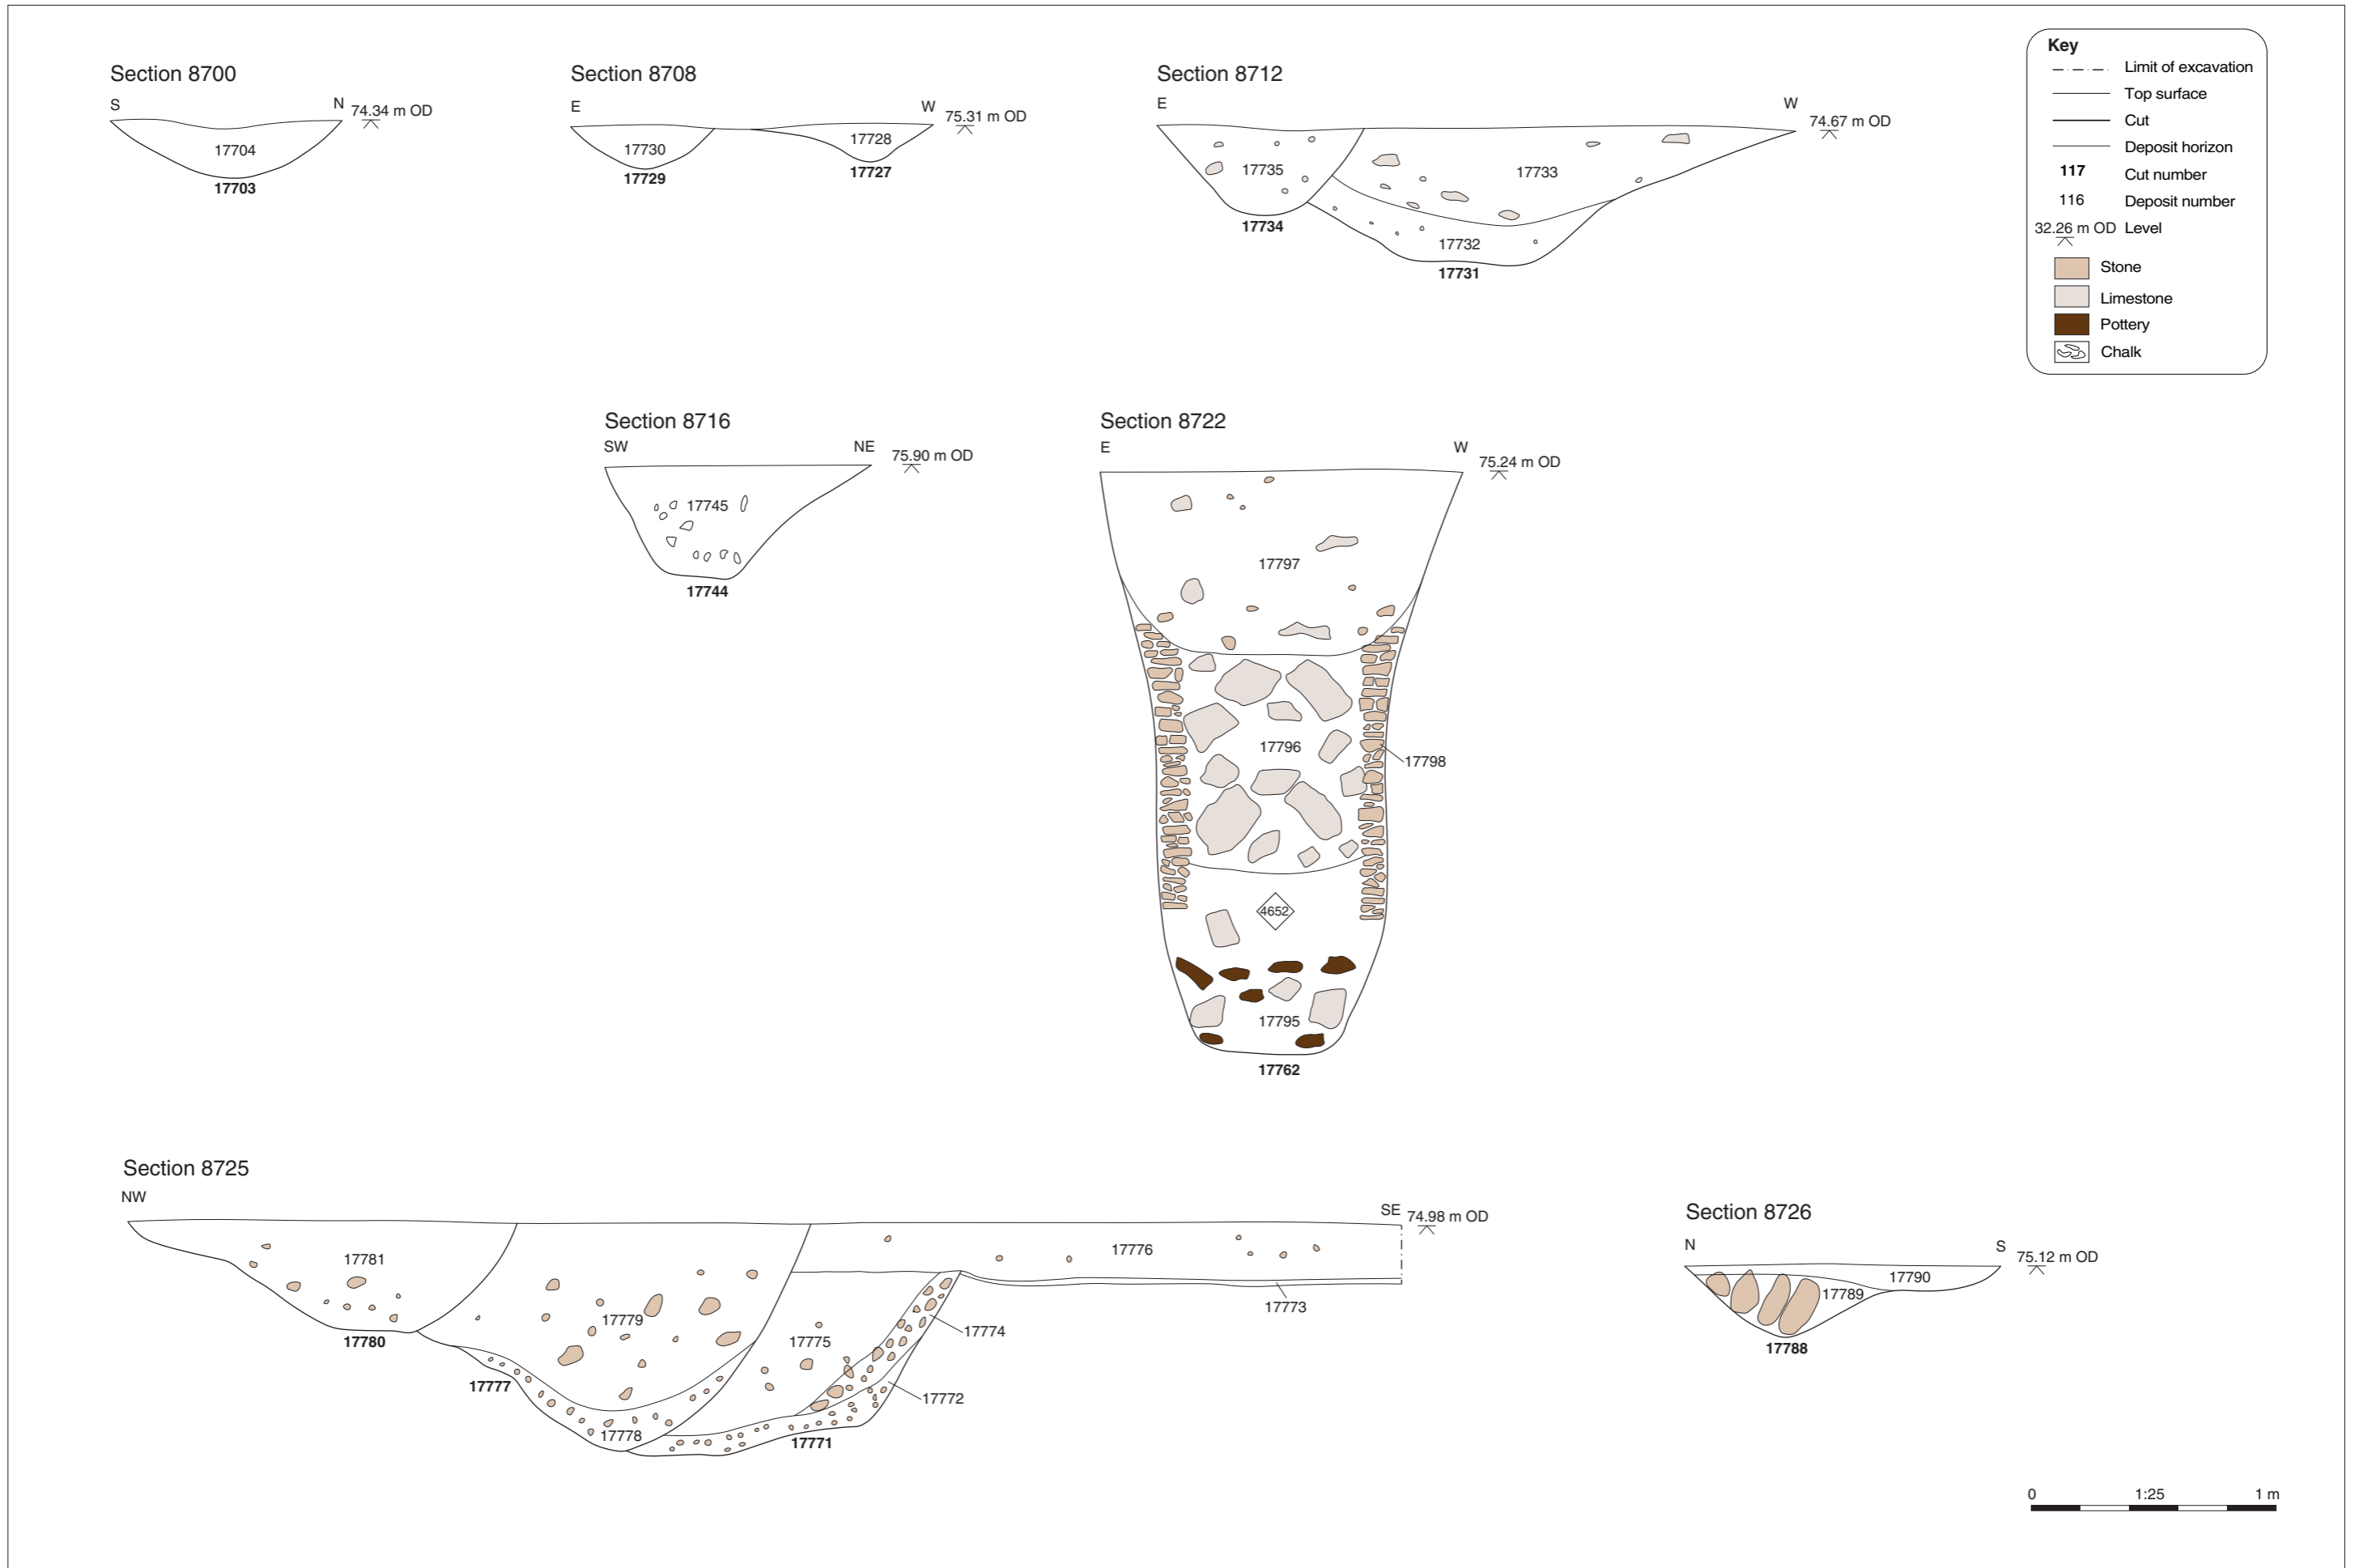 Section 8700
S
N
74.34 m OD
17704
17703
Section 8708
E
W
75.31 m OD
17730
17728
17729
17727
Section 8712
E
W
74.67 m OD
17735
17733
17734
17732
17731
Key
Limit of excavation
Top surface
Cut
Deposit horizon
117 Cut number
116 Deposit number
32.26 m OD Level
Stone
Limestone
Pottery
Chalk
Section 8716
SW
NE
75.90 m OD
17745
17744
Section 8722
E
W
75.24 m OD
17797
17796
17798
4652
17795
17762
Section 8725
NW
SE
74.98 m OD
17781
17776
17773
17779
17774
17780
17775
17777
17772
17778
17771
Section 8726
N
S
75.12 m OD
17790
17789
17788
0 1:25 1 m